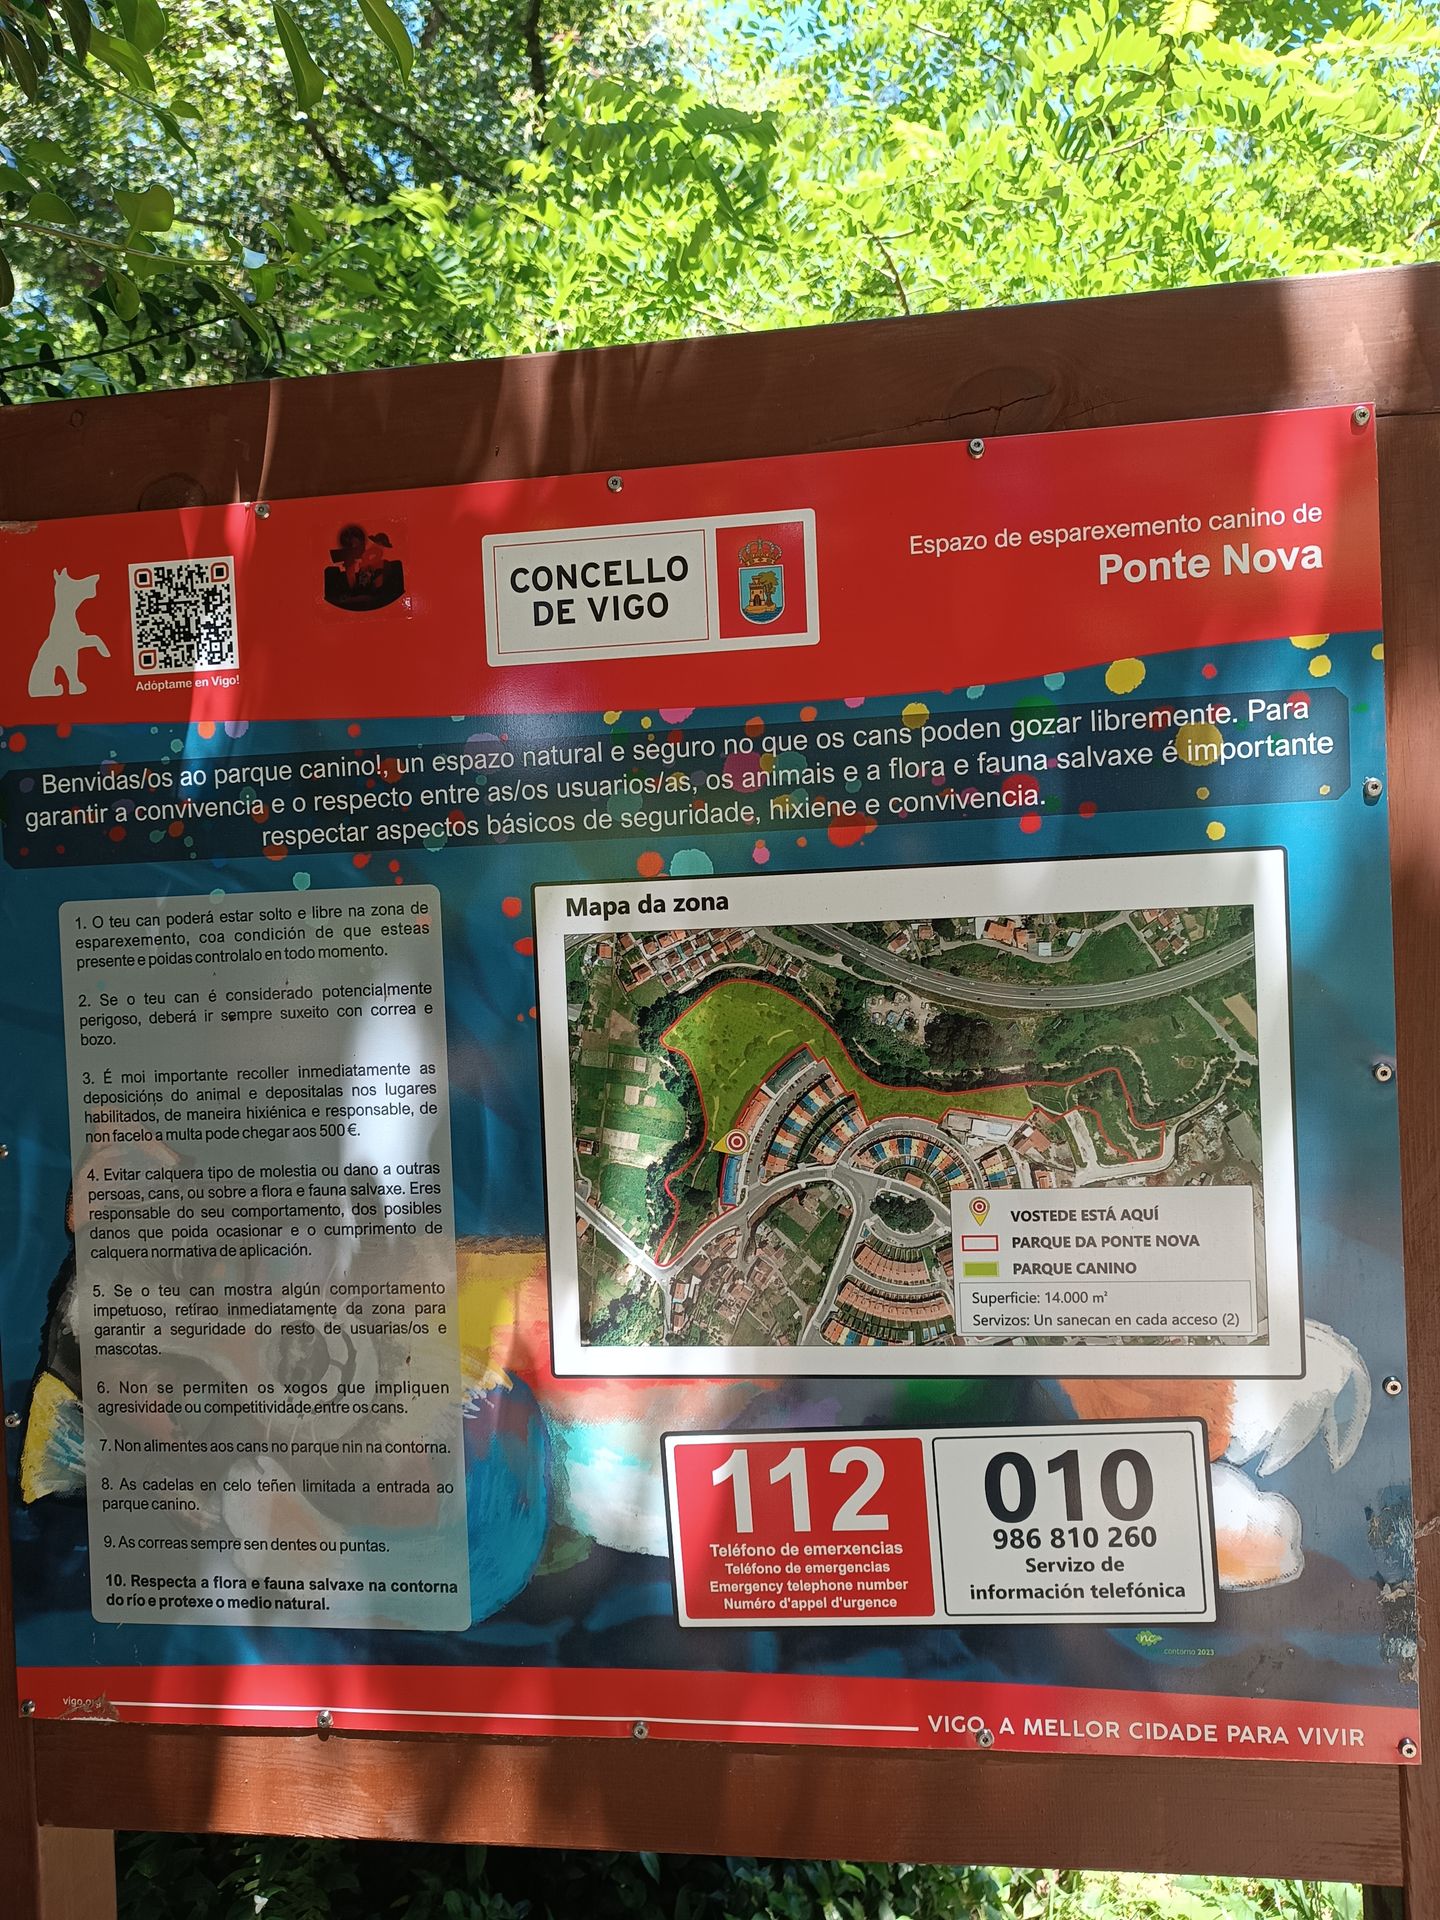 Adóptame en Vigo!
CONCELLO
DE VIGO
Espazo de esparexemento canino de
Ponte Nova
Benvidas/os ao parque canino!, un espazo natural e seguro no que os cans poden gozar libremente. Para
garantir a convivencia e o respecto entre as/os usuarios/as, os animais e a flora e fauna salvaxe é importante
respectar aspectos básicos de seguridade, hixiene e convivencia.
1. O teu can poderá estar solto e libre na zona de
esparexemento, coa condición de que esteas
presente e poidas controlalo en todo momento.
2. Se o teu can é considerado potencialmente
perigoso, deberá ir sempre suxeito con correa e
bozo.
3. É moi importante recoller inmediatamente as
deposicións do animal e depositalas nos lugares
habilitados, de maneira hixiénica e responsable, de
non facelo a multa pode chegar aos 500€.
4. Evitar calquera tipo de molestia ou dano a outras
persoas, cans, ou sobre a flora e fauna salvaxe. Eres
responsable do seu comportamento, dos posibles
danos que poida ocasionar e o cumprimento de
calquera normativa de aplicación.
5. Se o teu can mostra algún comportamento
impetuoso, retírao inmediatamente da zona para
garantir a seguridade do resto de usuarias/os e
mascotas.
6. Non se permiten os xogos que impliquen
agresividade ou competitividade entre os cans.
7. Non alimentes aos cans no parque nin na contorna.
8. As cadelas en celo teñen limitada a entrada ao
parque canino.
9. As correas sempre sen dentes ou puntas.
10. Respecta a flora e fauna salvaxe na contorna
do río e protexe o medio natural.
Mapa da zona
VOSTEDE ESTÁ AQUÍ
PARQUE DA PONTE NOVA
PARQUE CANINO
Superficie: 14.000 m²
Servizos: Un sanecan en cada acceso (2)
112
Teléfono de emerxencias
Teléfono de emergencias
Emergency telephone number
Numéro d'appel d'urgence
010
986 810 260
Servizo de
información telefónica
nc
contorno 2023
vigo.org
VIGO, A MELLOR CIDADE PARA VIVIR